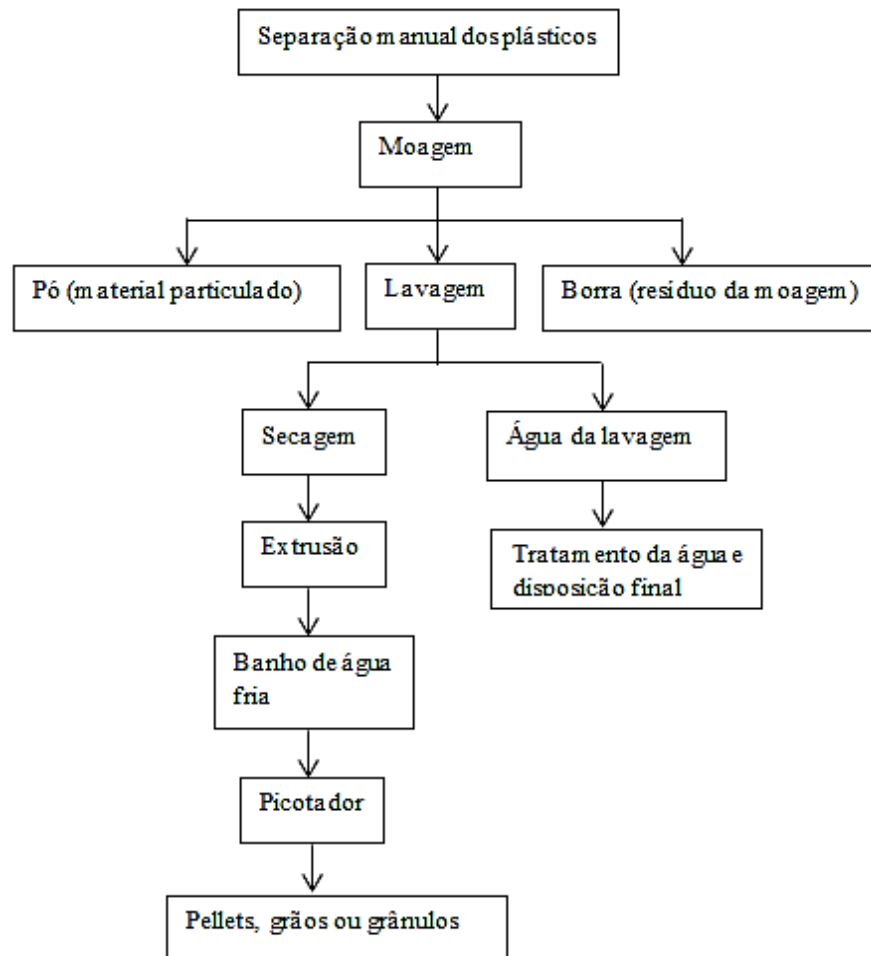 Separação manual dos plásticos
Moagem
Pó (material particulado)
Lavagem
Borra (resíduo da moagem)
Secagem
Água da lavagem
Extrusão
Tratamento da água e
disposição final
Banho de água
fria
Picotador
Pellets, grãos ou grânulos